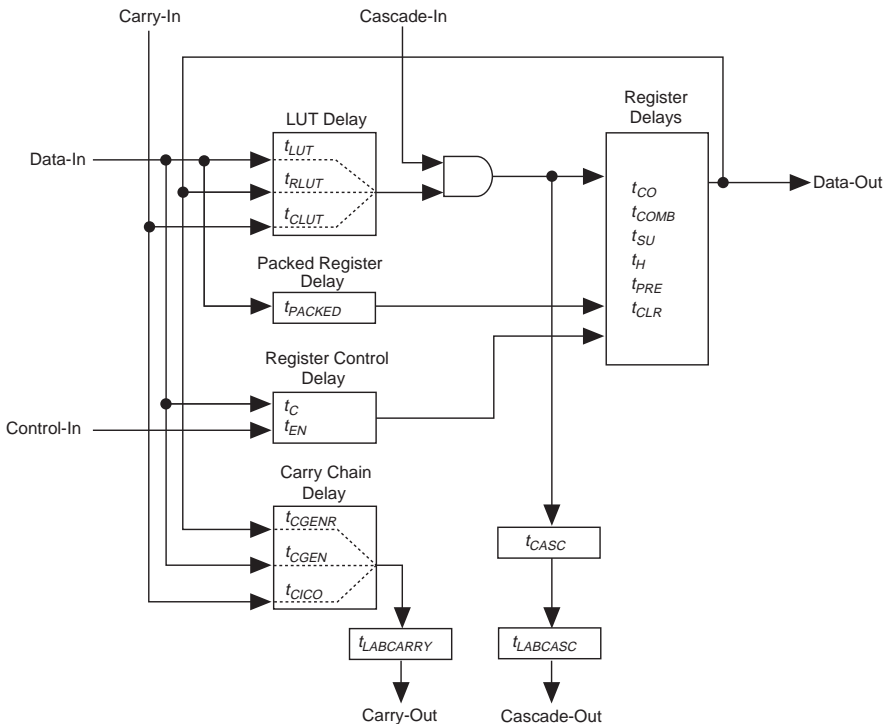 Carry-In
Cascade-In
Register
Delays
LUT Delay
Data-In
tLUT
tRLUT
tCLUT
tCO
tCOMB
tSU
tH
tPRE
tCLR
Data-Out
Packed Register
Delay
tPACKED
Register Control
Delay
tC
tEN
Control-In
Carry Chain
Delay
tCGENR
tCGEN
tCICO
tCASC
tLABCARRY
tLABCASC
Carry-Out
Cascade-Out